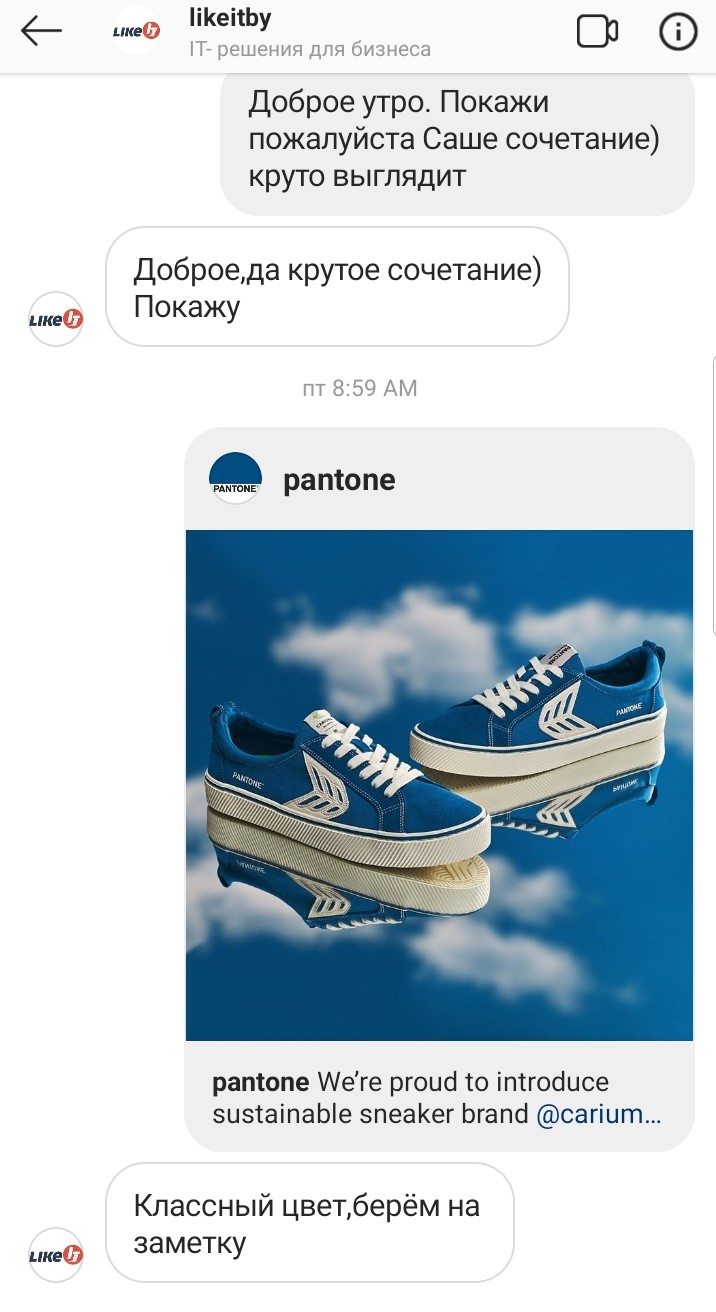 likeitby
LIKE IT
IT- решения для бизнеса
Доброе утро. Покажи
пожалуйста Саше сочетание)
круто выглядит
Доброе,да крутое сочетание)
Покажу
LIKE IT
пт 8:59 AM
PANTONE
pantone
PANTONE
PANTONE
PANTONE
pantone We’re proud to introduce
sustainable sneaker brand @carium...
Классный цвет,берём на
заметку
LIKE IT